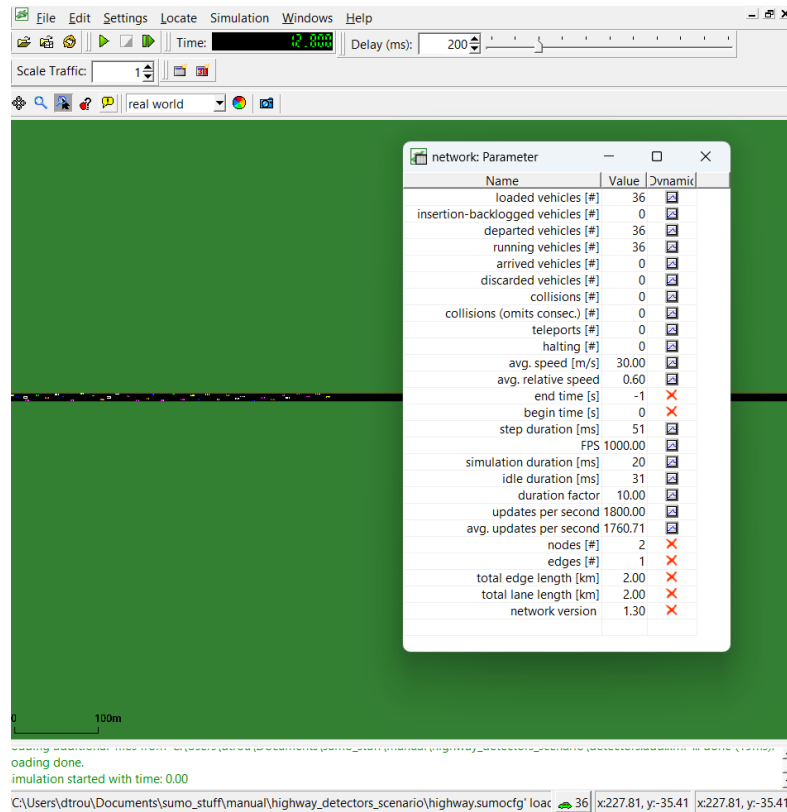 File Edit Settings Locate Simulation Windows Help
Time: 12.800 Delay (ms): 200
Scale Traffic: 1
real world
network: Parameter
Name Value Dynamic
loaded vehicles [#] 36
insertion-backlogged vehicles [#] 0
departed vehicles [#] 36
running vehicles [#] 36
arrived vehicles [#] 0
discarded vehicles [#] 0
collisions [#] 0
collisions (omits consec.) [#] 0
teleports [#] 0
halting [#] 0
avg. speed [m/s] 30.00
avg. relative speed 0.60
end time [s] -1
begin time [s] 0
step duration [ms] 51
FPS 1000.00
simulation duration [ms] 20
idle duration [ms] 31
duration factor 10.00
updates per second 1800.00
avg. updates per second 1760.71
nodes [#] 2
edges [#] 1
total edge length [km] 2.00
total lane length [km] 2.00
network version 1.30
0 100m
oading done.
imulation started with time: 0.00
'C:\Users\dtrou\Documents\sumo_stuff\manual\highway_detectors_scenario\highway.sumocfg' loac 36 x:227.81, y:-35.41 x:227.81, y:-35.41